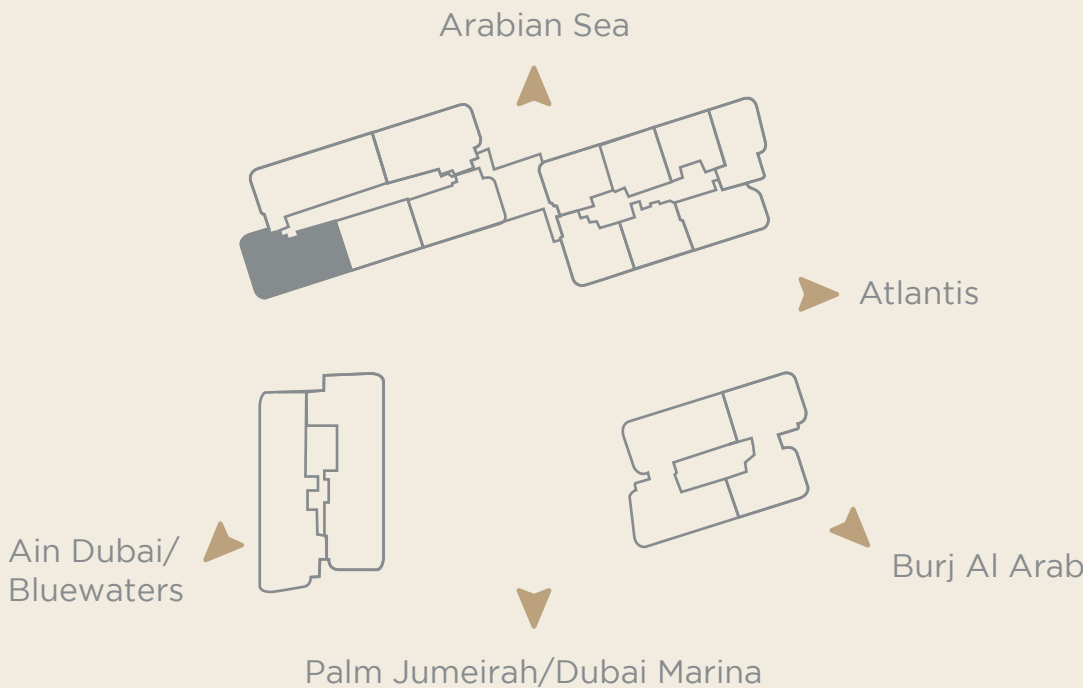 Arabian Sea
Atlantis
Ain Dubai/
Bluewaters
Burj Al Arab
Palm Jumeirah/Dubai Marina